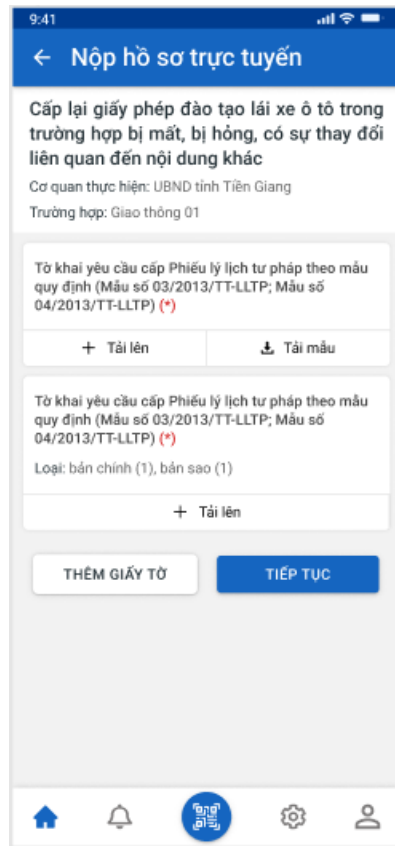 9:41
Nộp hồ sơ trực tuyến
Cấp lại giấy phép đào tạo lái xe ô tô trong
trường hợp bị mất, bị hỏng, có sự thay đổi
liên quan đến nội dung khác
Cơ quan thực hiện: UBND tỉnh Tiền Giang
Trường hợp: Giao thông 01
Tờ khai yêu cầu cấp Phiếu lý lịch tư pháp theo mẫu
quy định (Mẫu số 03/2013/TT-LLTP; Mẫu số
04/2013/TT-LLTP) (*)
+ Tải lên
Tải mẫu
Tờ khai yêu cầu cấp Phiếu lý lịch tư pháp theo mẫu
quy định (Mẫu số 03/2013/TT-LLTP; Mẫu số
04/2013/TT-LLTP) (*)
Loại: bản chính (1), bản sao (1)
+ Tải lên
THÊM GIẤY TỜ
TIẾP TỤC